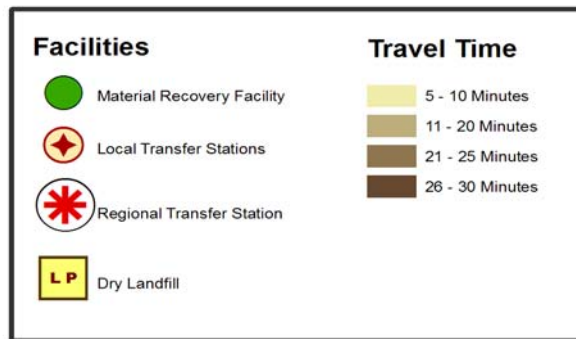 Facilities
Material Recovery Facility
Local Transfer Stations
Regional Transfer Station
L P
Dry Landfill
Travel Time
5 - 10 Minutes
11 - 20 Minutes
21 - 25 Minutes
26 - 30 Minutes